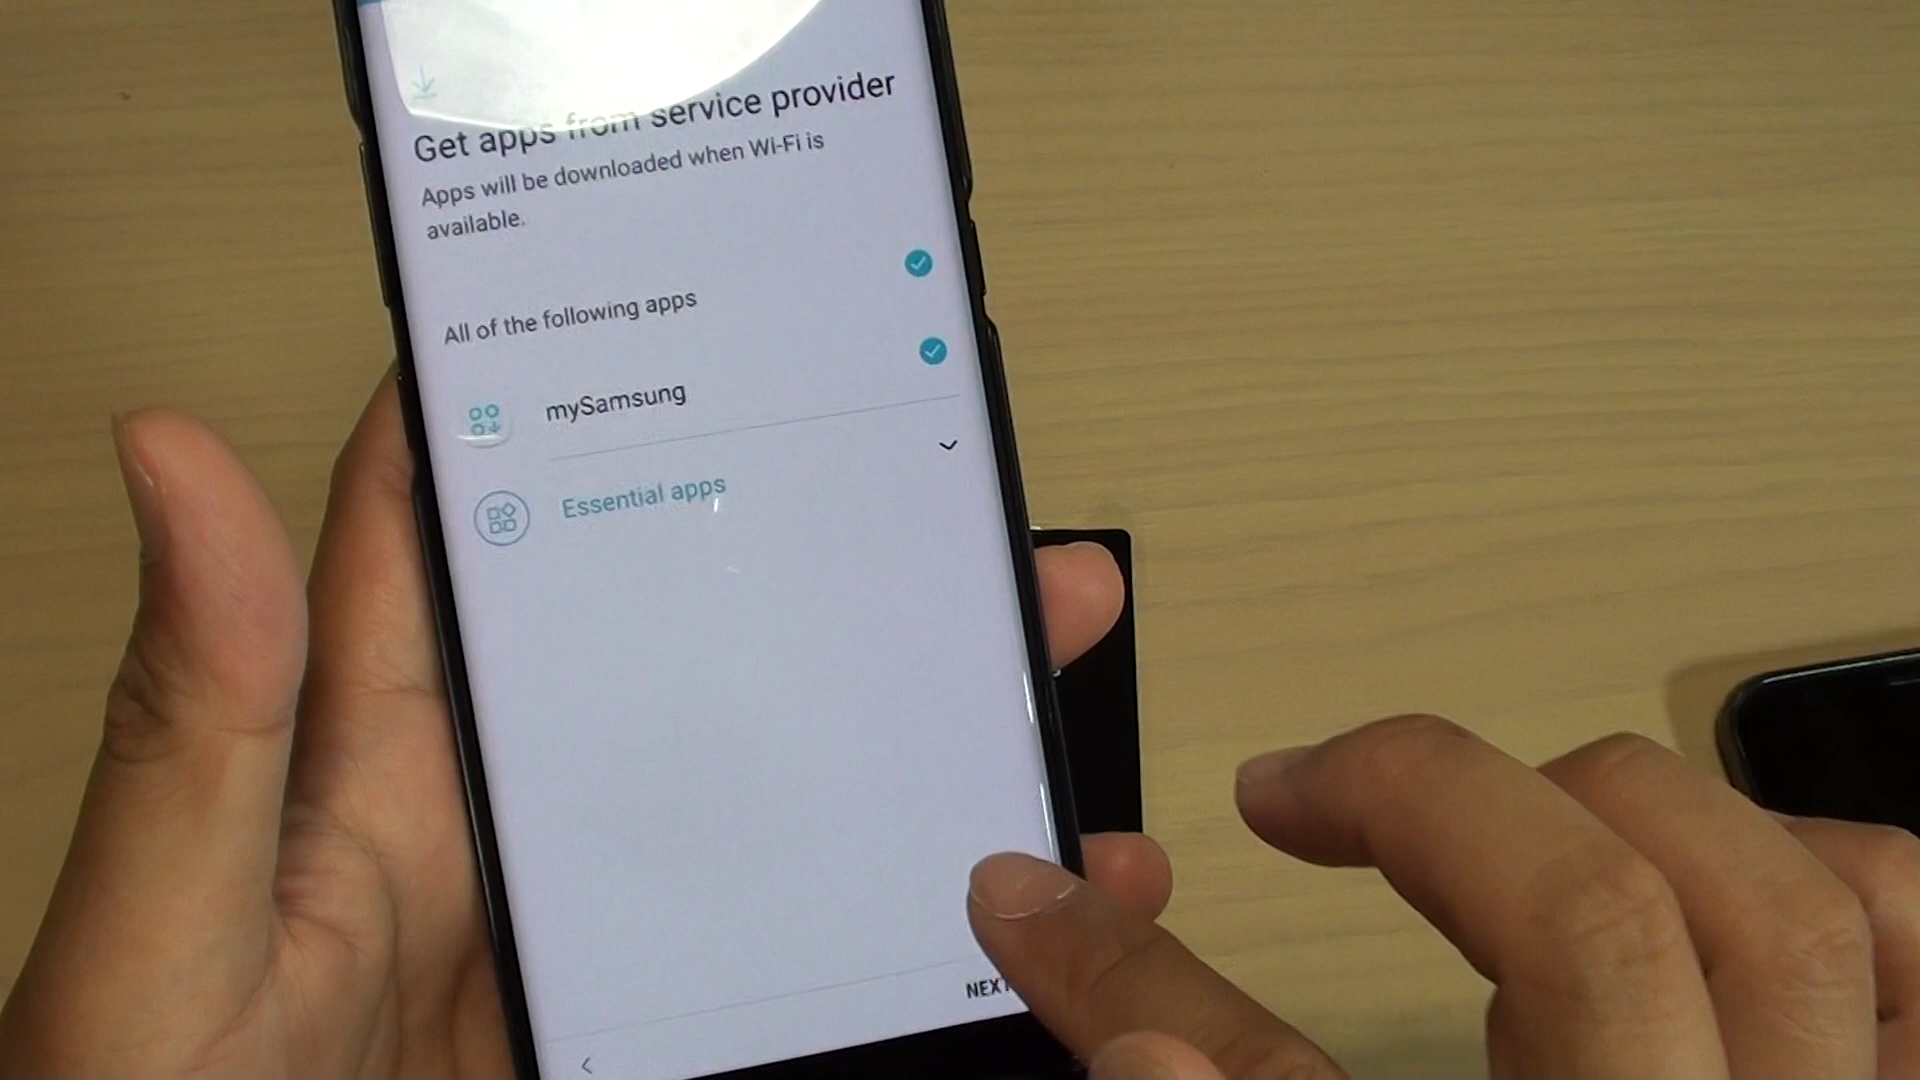 Get apps from service provider
Apps will be downloaded when Wi-Fi is
available.
All of the following apps
mySamsung
Essential apps
NEXT